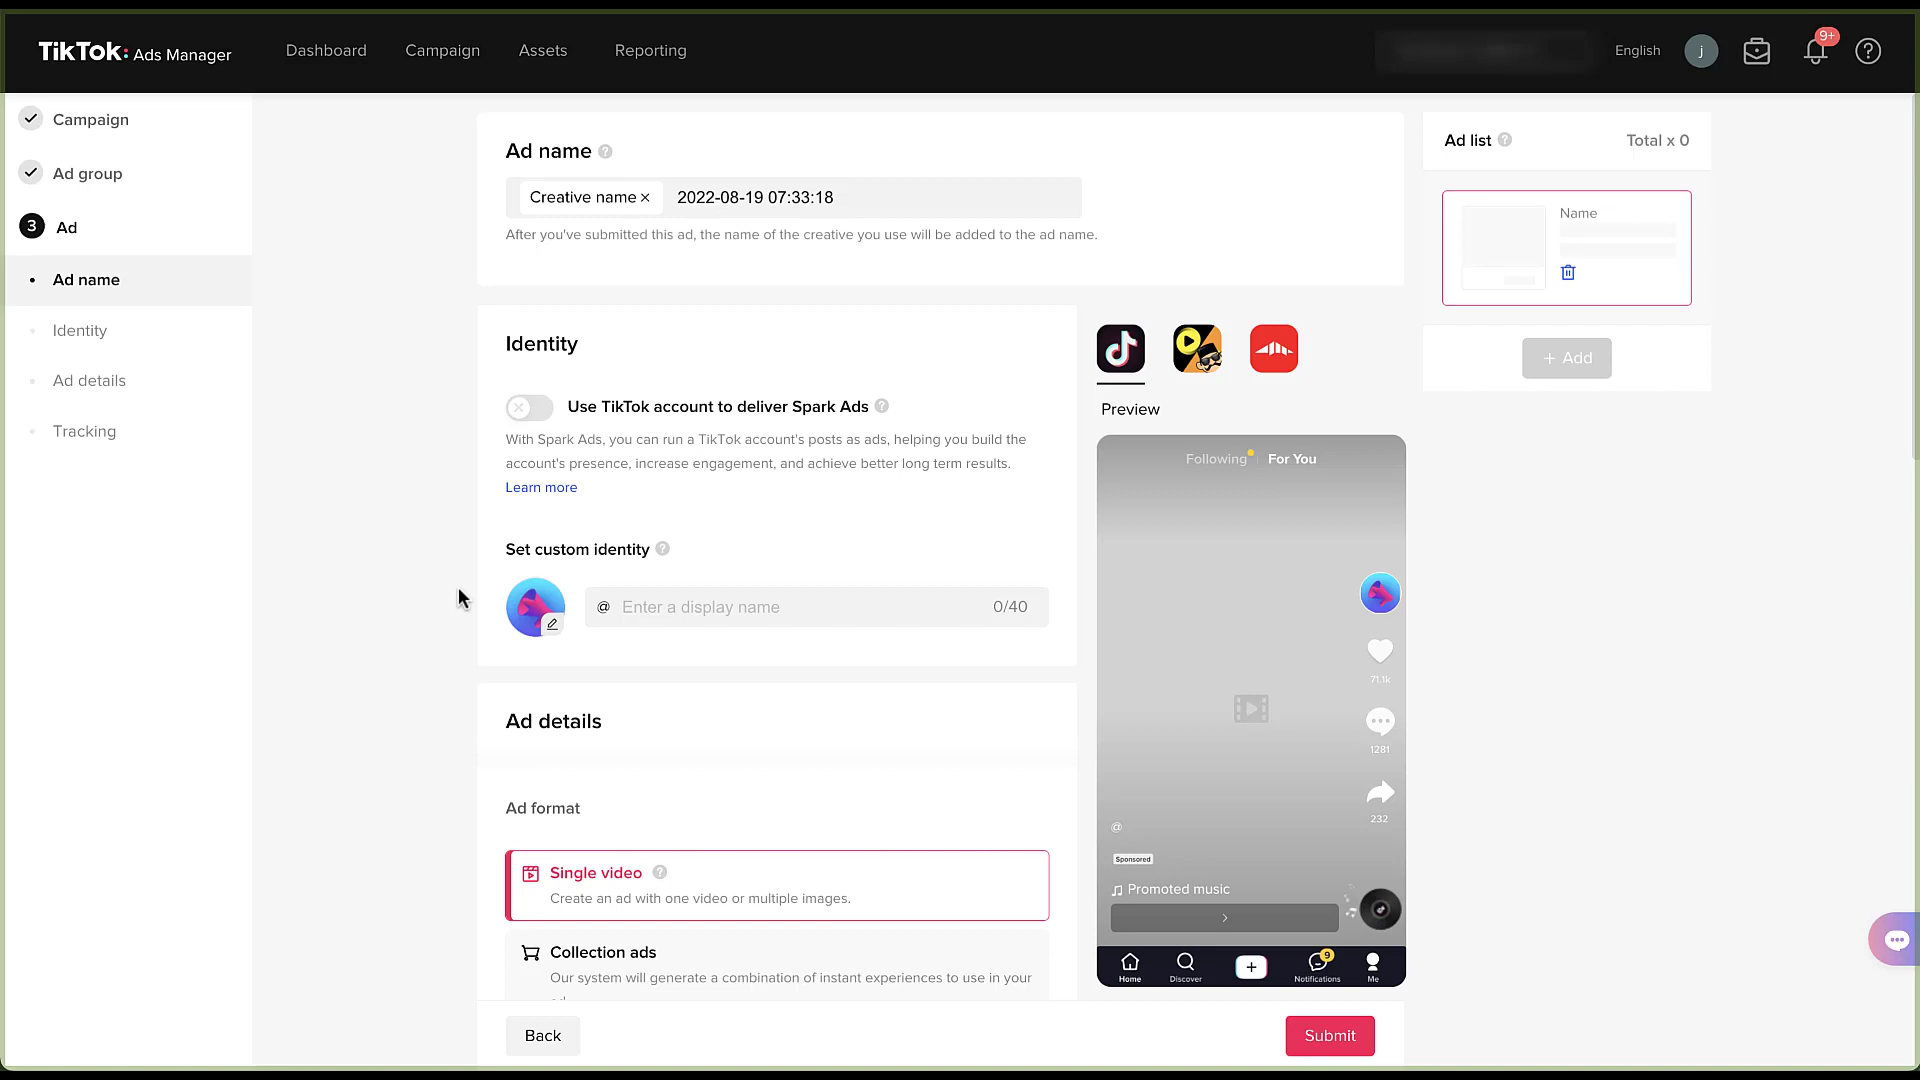 TikTok: Ads Manager
Dashboard
Campaign
Assets
Reporting
English
j
9+
?
Campaign
Ad group
3 Ad
Ad name
Identity
Ad details
Tracking
Ad name ?
Creative name × 2022-08-19 07:33:18
After you've submitted this ad, the name of the creative you use will be added to the ad name.
Identity
Use TikTok account to deliver Spark Ads ?
With Spark Ads, you can run a TikTok account's posts as ads, helping you build the
account's presence, increase engagement, and achieve better long term results.
Learn more
Set custom identity ?
@ Enter a display name 0/40
Ad details
Ad format
Single video ?
Create an ad with one video or multiple images.
Collection ads
Our system will generate a combination of instant experiences to use in your
Back
Submit
Preview
Following For You
71.1k
1281
232
@
Sponsored
Promoted music
Home
Discover
9
Notifications
Me
Ad list ? Total x 0
Name
+ Add